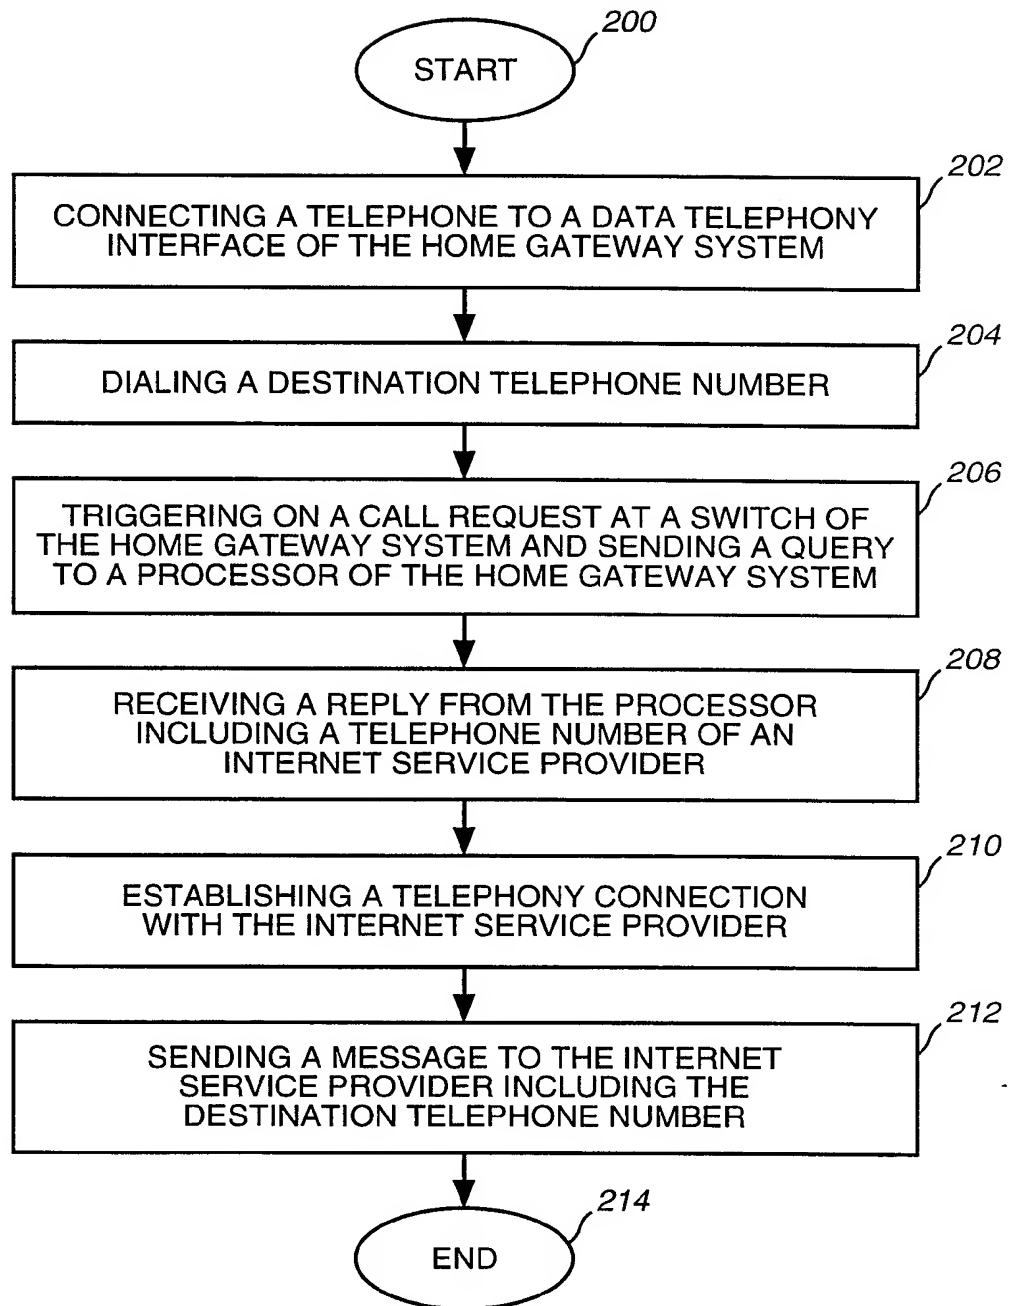 200
START
202
CONNECTING A TELEPHONE TO A DATA TELEPHONY
INTERFACE OF THE HOME GATEWAY SYSTEM
204
DIALING A DESTINATION TELEPHONE NUMBER
206
TRIGGERING ON A CALL REQUEST AT A SWITCH OF
THE HOME GATEWAY SYSTEM AND SENDING A QUERY
TO A PROCESSOR OF THE HOME GATEWAY SYSTEM
208
RECEIVING A REPLY FROM THE PROCESSOR
INCLUDING A TELEPHONE NUMBER OF AN
INTERNET SERVICE PROVIDER
210
ESTABLISHING A TELEPHONY CONNECTION
WITH THE INTERNET SERVICE PROVIDER
212
SENDING A MESSAGE TO THE INTERNET
SERVICE PROVIDER INCLUDING THE
DESTINATION TELEPHONE NUMBER
214
END